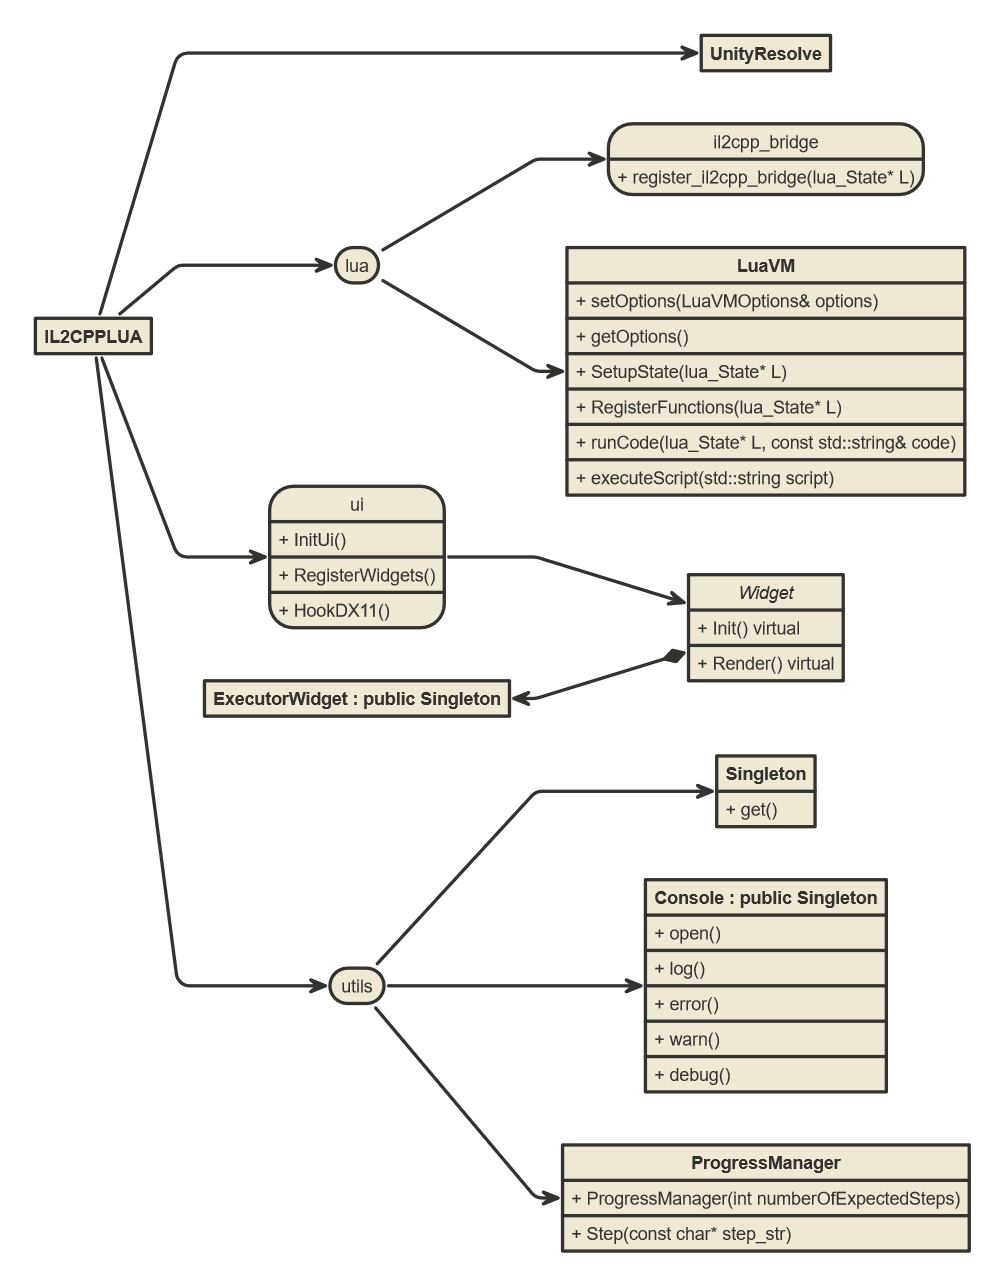 UnityResolve
il2cpp_bridge
+ register_il2cpp_bridge(lua_State* L)
lua
LuaVM
+ setOptions(LuaVMOptions& options)
+ getOptions()
+ SetupState(lua_State* L)
+ RegisterFunctions(lua_State* L)
+ runCode(lua_State* L, const std::string& code)
+ executeScript(std::string script)
IL2CPPLUA
ui
+ InitUi()
+ RegisterWidgets()
+ HookDX11()
Widget
+ Init() virtual
+ Render() virtual
ExecutorWidget : public Singleton
Singleton
+ get()
utils
Console : public Singleton
+ open()
+ log()
+ error()
+ warn()
+ debug()
ProgressManager
+ ProgressManager(int numberOfExpectedSteps)
+ Step(const char* step_str)